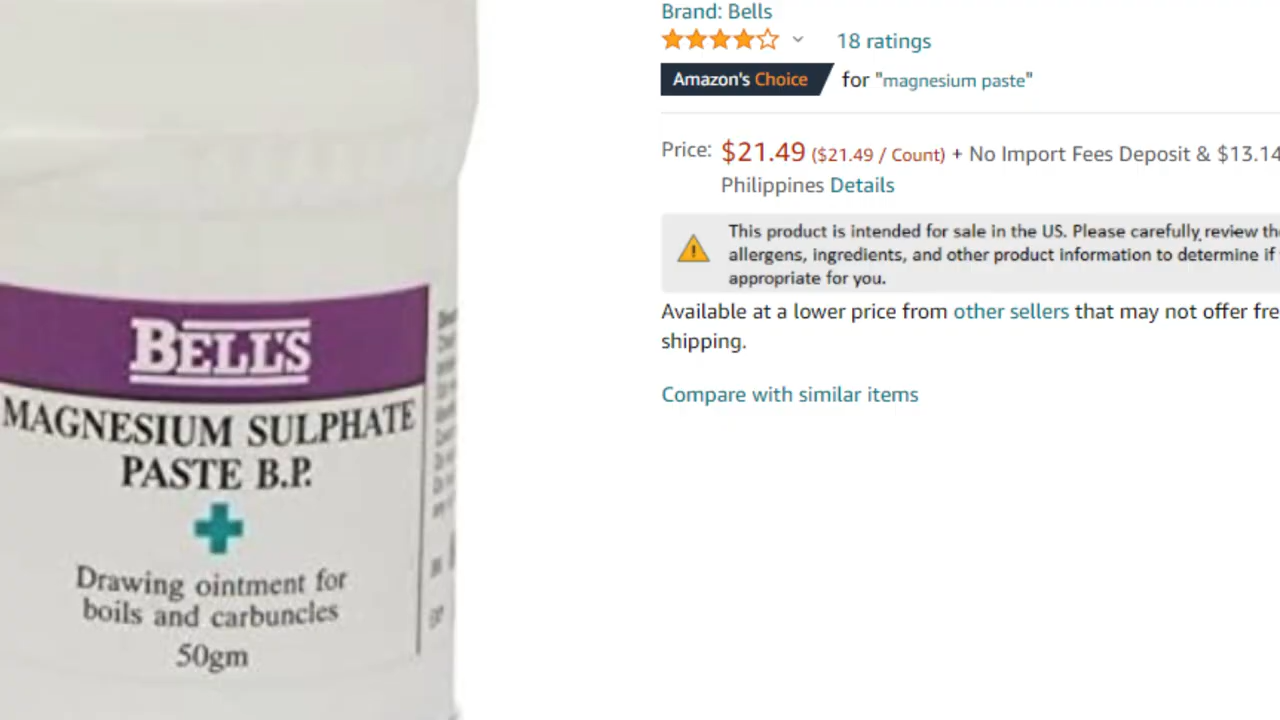 Brand: Bells
18 ratings
Amazon's Choice for "magnesium paste"
Price: $21.49 ($21.49 / Count) + No Import Fees Deposit & $13.14
Philippines Details
This product is intended for sale in the US. Please carefully review the
allergens, ingredients, and other product information to determine if
appropriate for you.
Available at a lower price from other sellers that may not offer fre
shipping.
Compare with similar items
BELL'S
MAGNESIUM SULPHATE
PASTE B.P.
Drawing ointment for
boils and carbuncles
50gm